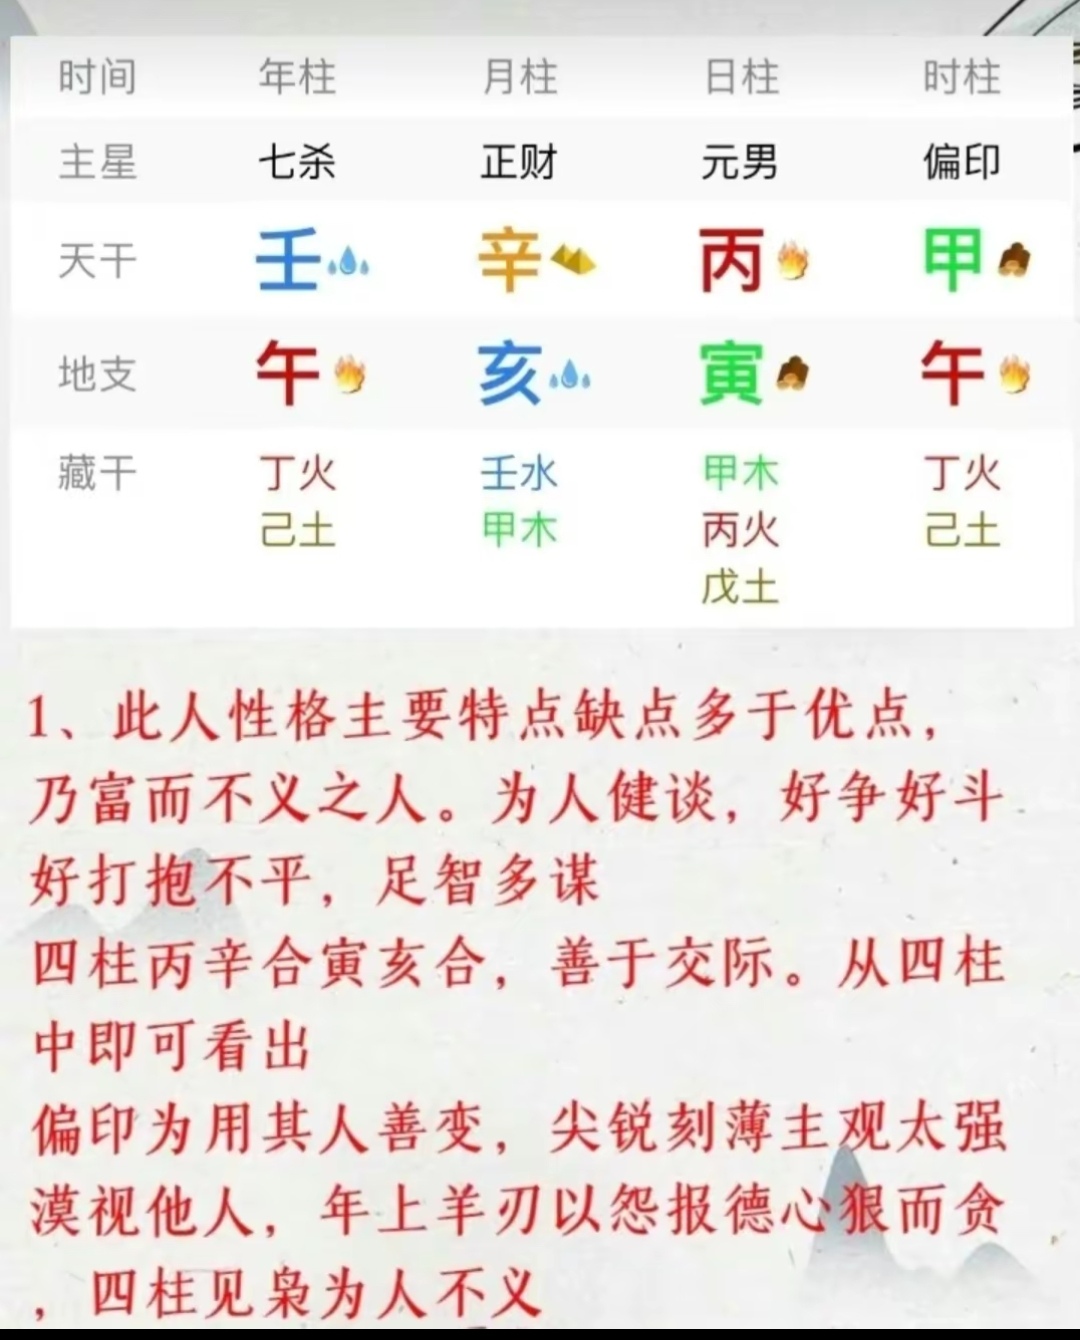 时间 年柱 月柱 日柱 时柱
主星 七杀 正财 元男 偏印
天干 壬 辛 丙 甲
地支 午 亥 寅 午
藏干 丁火 壬水 甲木 丁火
己土 甲木 丙火 己土
戊土
1、此人性格主要特点缺点多于优点，
乃富而不义之人。为人健谈，好争好斗
好打抱不平，足智多谋
四柱丙辛合寅亥合，善于交际。从四柱
中即可看出
偏印为用其人善变，尖锐刻薄主观太强
漠视他人，年上羊刃以怨报德心狠而贪
，四柱见枭为人不义